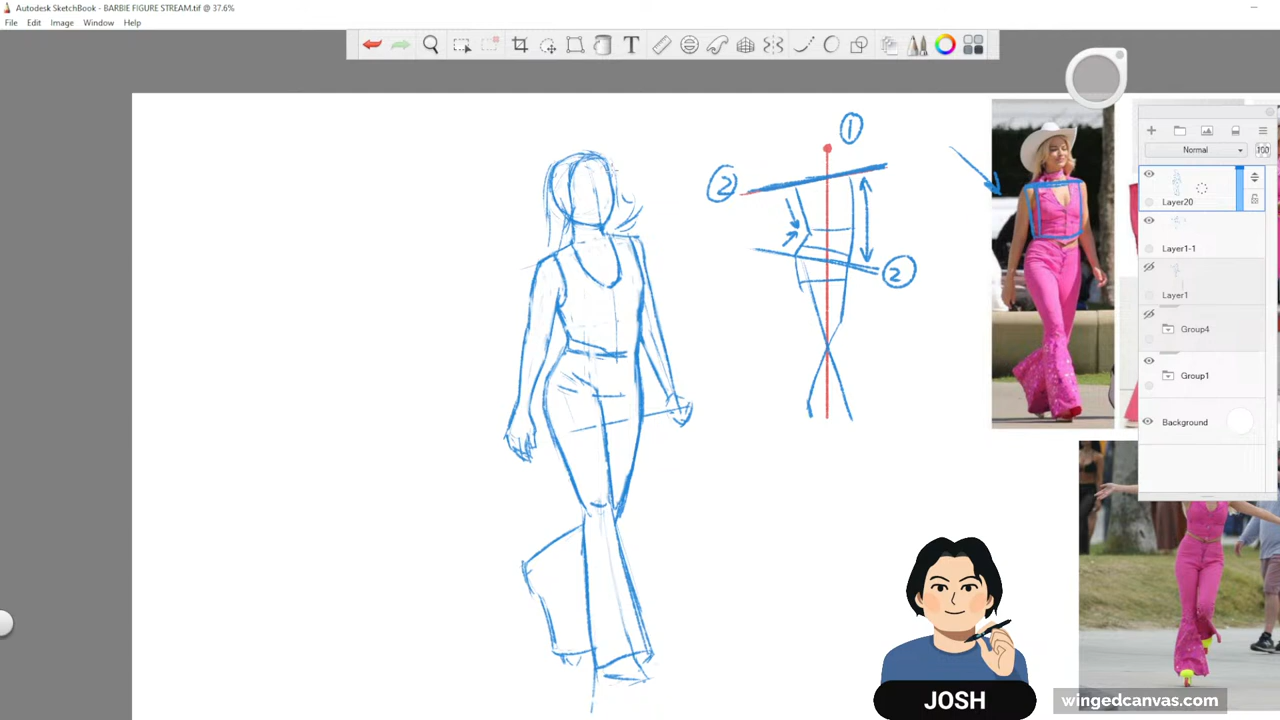 Autodesk SketchBook - BARBIE FIGURE STREAM.tif @ 37.6%
File Edit Image Window Help
T
Normal
100
Layer20
Layer1-1
Layer1
Group4
Group1
Background
1
2
2
JOSH
wingedcanvas.com